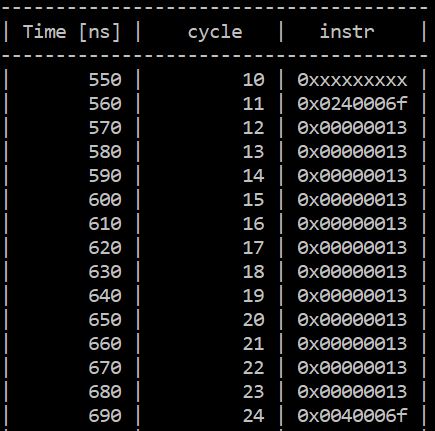 -------------------------------------
| Time [ns] |    cycle   |   instr    |
-------------------------------------
|       550 |         10 | 0xxxxxxxxx |
|       560 |         11 | 0x0240006f |
|       570 |         12 | 0x00000013 |
|       580 |         13 | 0x00000013 |
|       590 |         14 | 0x00000013 |
|       600 |         15 | 0x00000013 |
|       610 |         16 | 0x00000013 |
|       620 |         17 | 0x00000013 |
|       630 |         18 | 0x00000013 |
|       640 |         19 | 0x00000013 |
|       650 |         20 | 0x00000013 |
|       660 |         21 | 0x00000013 |
|       670 |         22 | 0x00000013 |
|       680 |         23 | 0x00000013 |
|       690 |         24 | 0x0040006f |